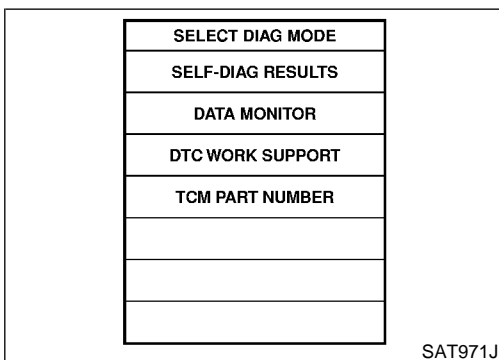 SELECT DIAG MODE
SELF-DIAG RESULTS
DATA MONITOR
DTC WORK SUPPORT
TCM PART NUMBER
SAT971J